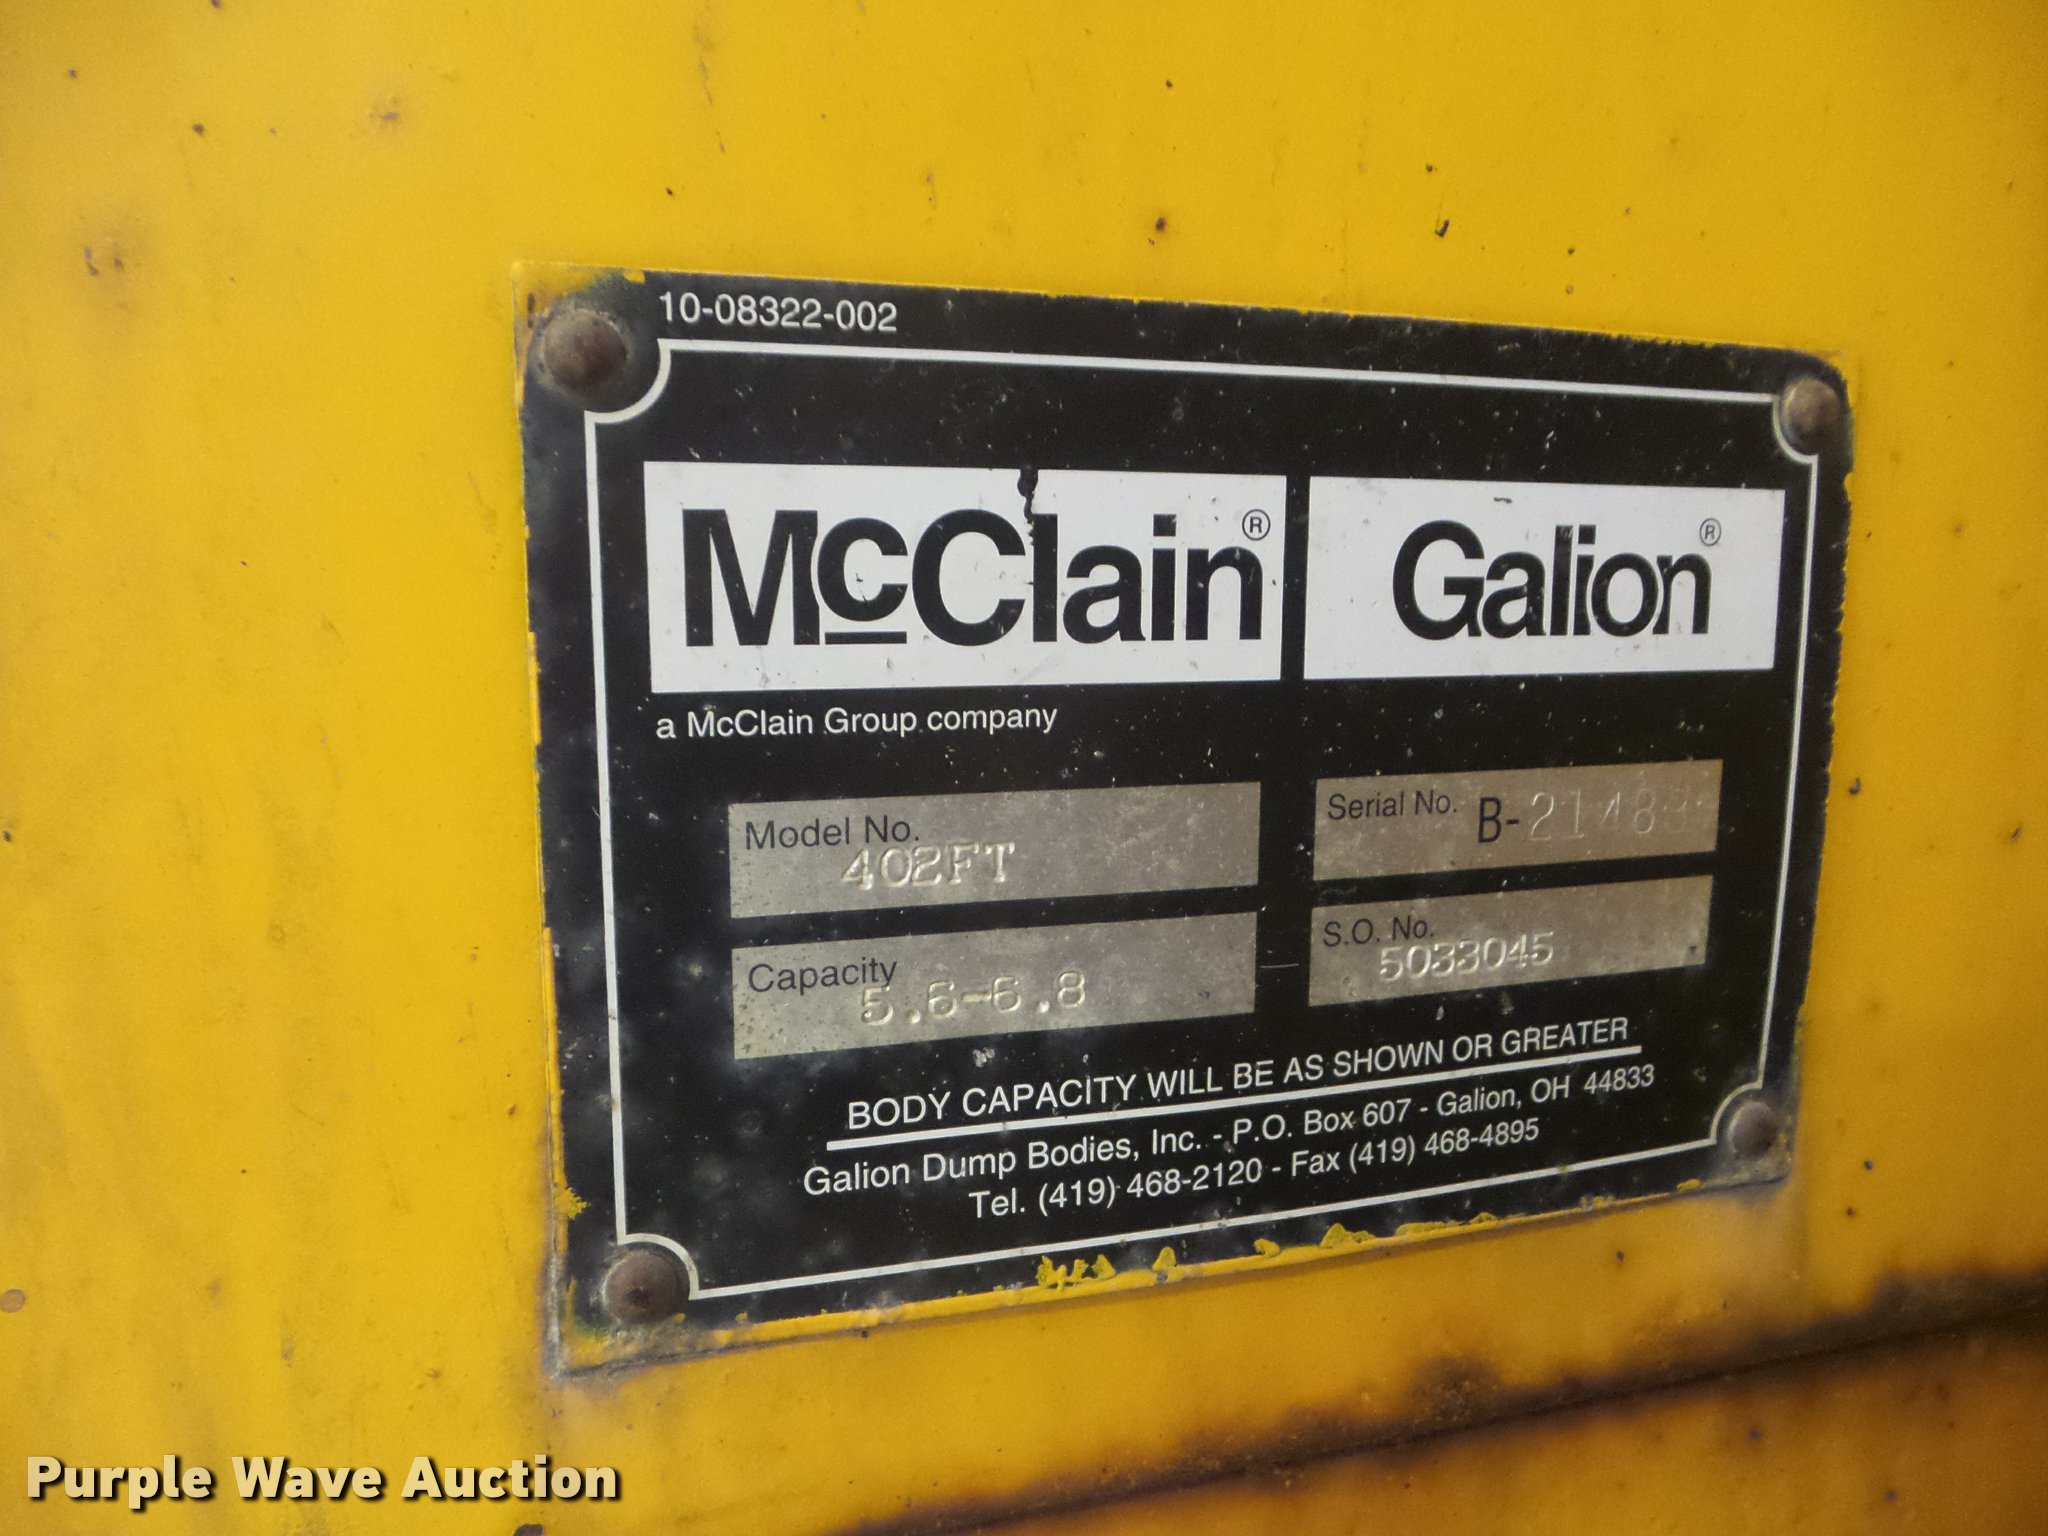 10-08322-002
McClain® Galion®
a McClain Group company
Model No. 402FT
Serial No. B-
Capacity 5.6-6.8
S.O. No. 5033045
BODY CAPACITY WILL BE AS SHOWN OR GREATER
Galion Dump Bodies, Inc. - P.O. Box 607 - Galion, OH 44833
Tel. (419) 468-2120 - Fax (419) 468-4895
Purple Wave Auction